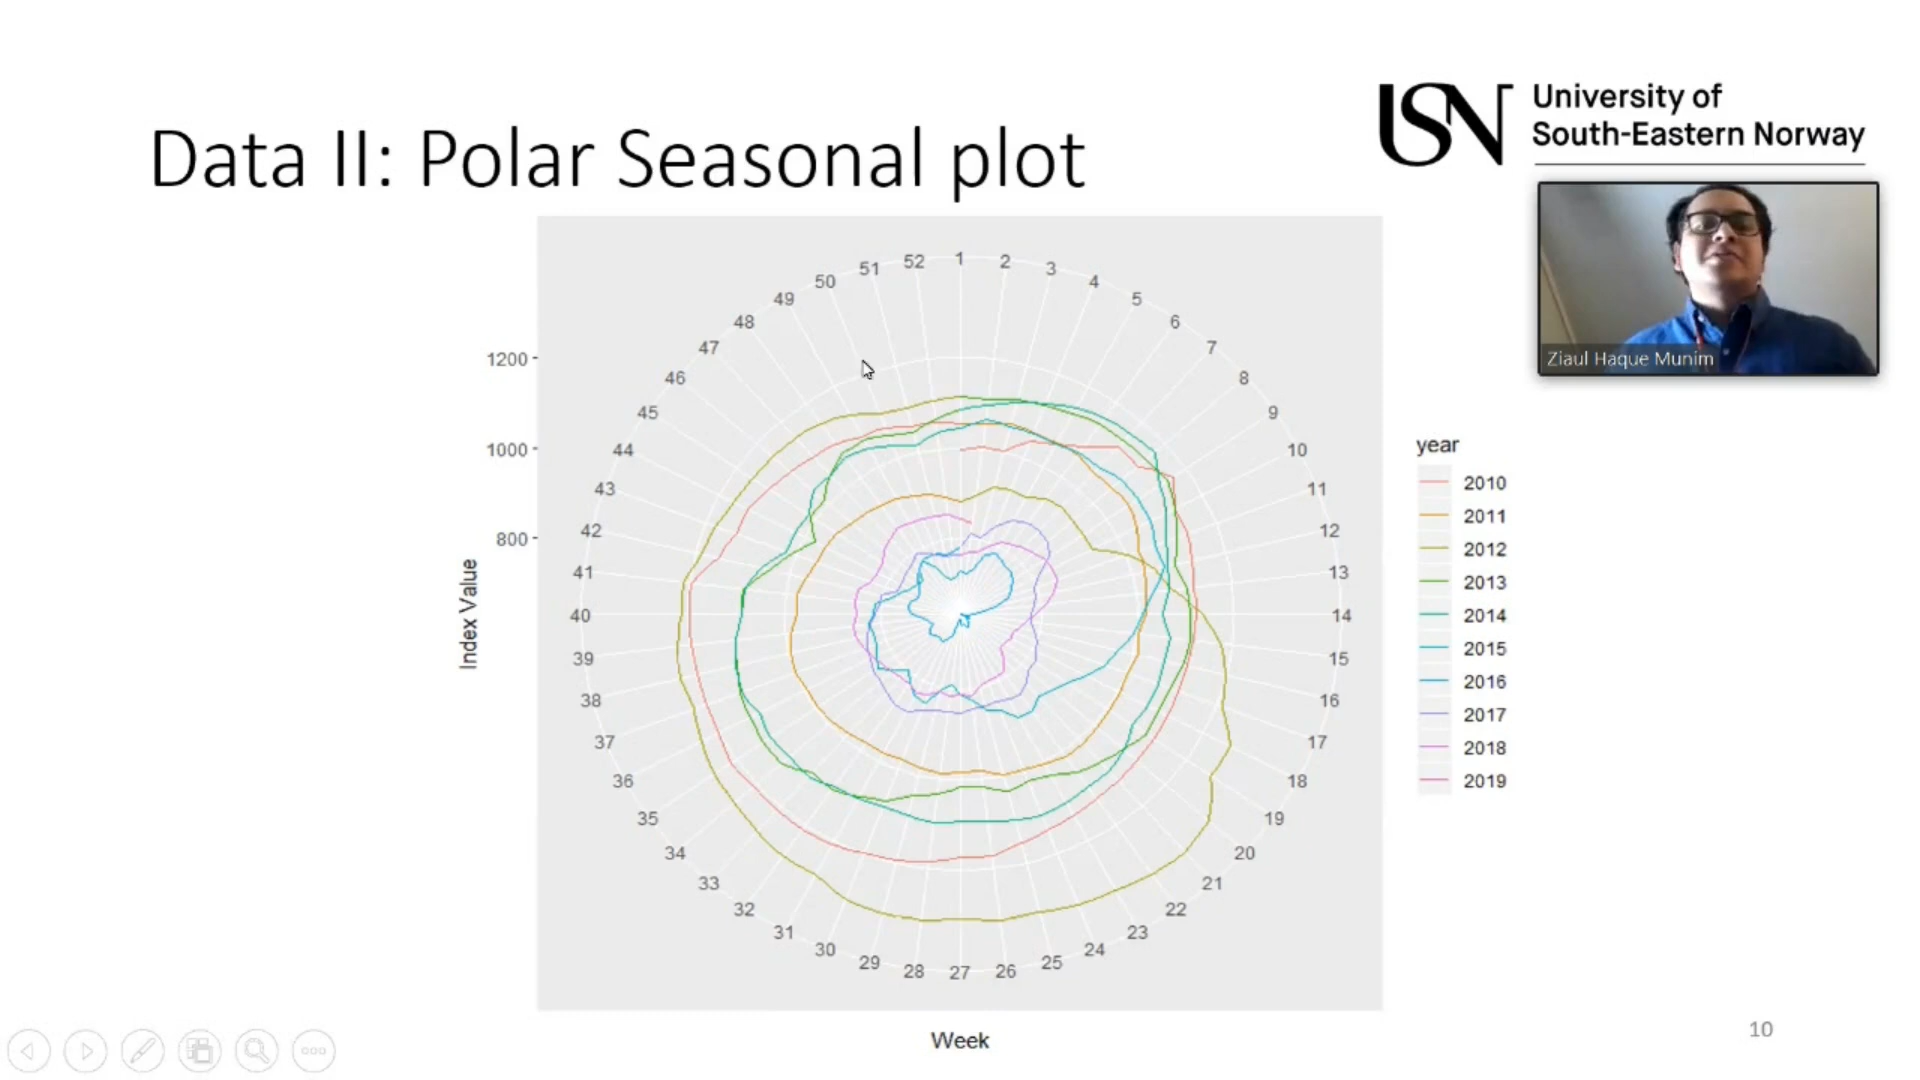 Data II: Polar Seasonal plot
USN
University of
South-Eastern Norway
Ziaul Haque Munim
1 2 3 4 5 6 7 8 9 10 11 12 13 14 15 16 17 18 19 20 21 22 23 24 25 26 27 28 29 30 31 32 33 34 35 36 37 38 39 40 41 42 43 44 45 46 47 48 49 50 51 52
1200
1000
800
Index Value
Week
year
2010
2011
2012
2013
2014
2015
2016
2017
2018
2019
10